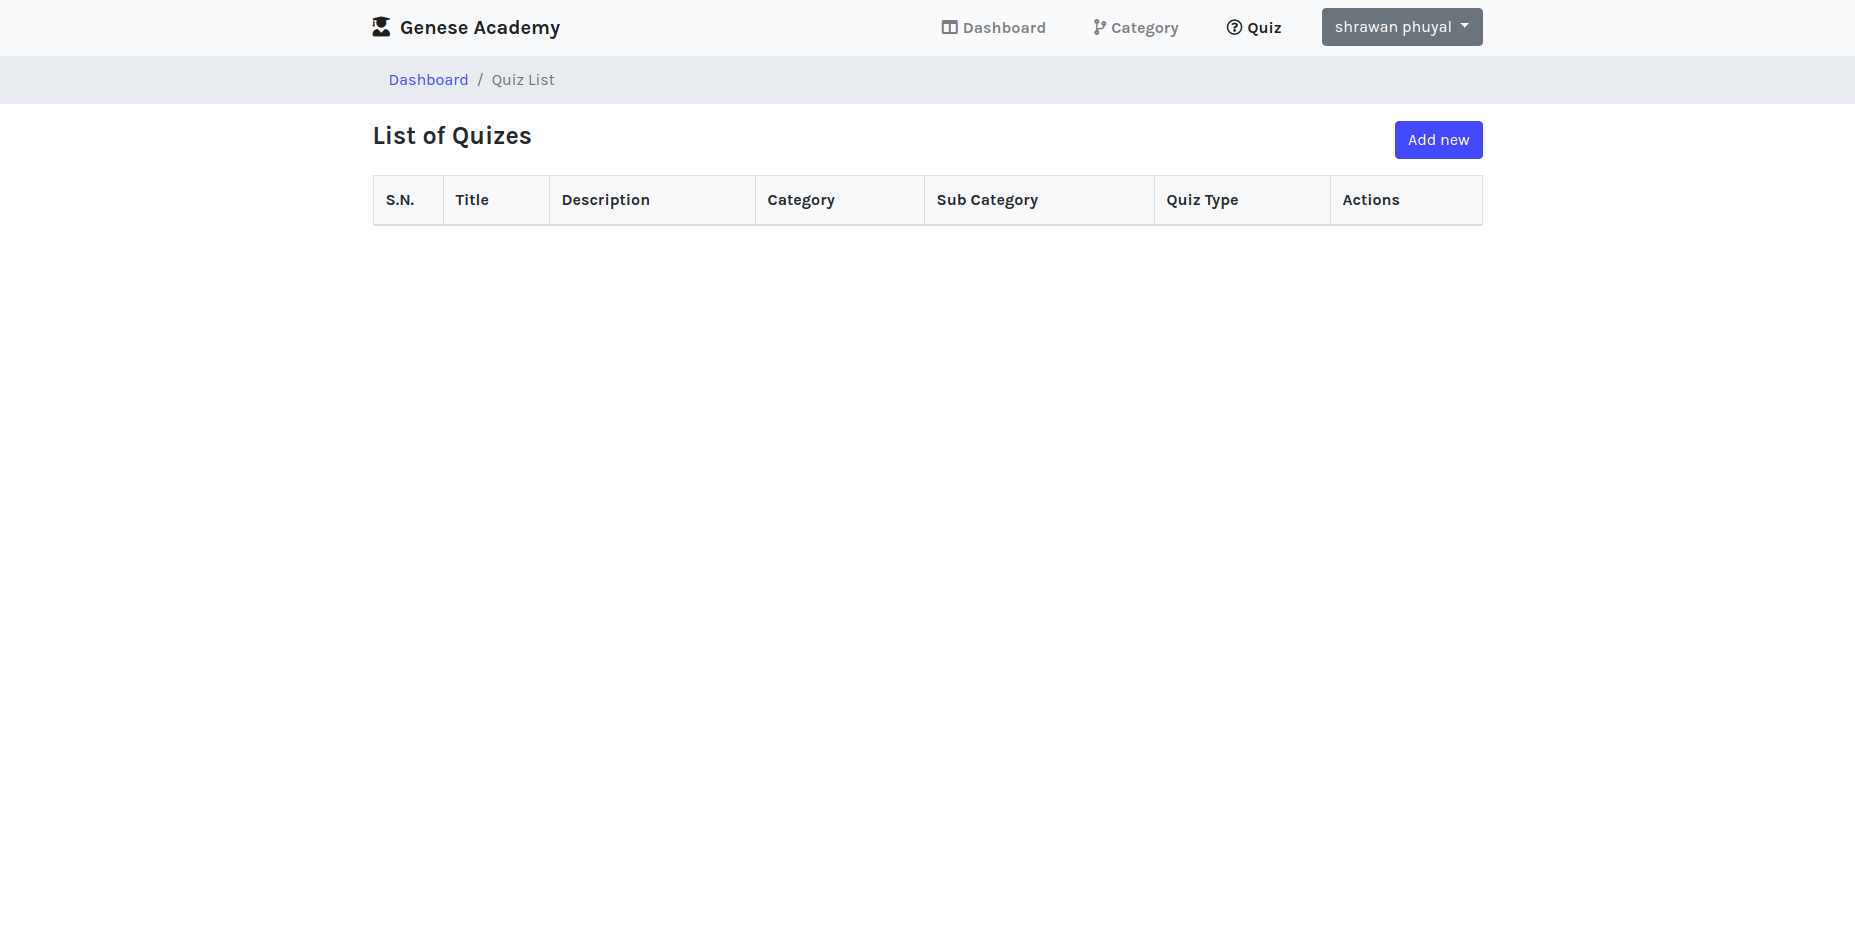 Genese Academy Dashboard Category Quiz shrawan phuyal
Dashboard / Quiz List
List of Quizes Add new
S.N. Title Description Category Sub Category Quiz Type Actions